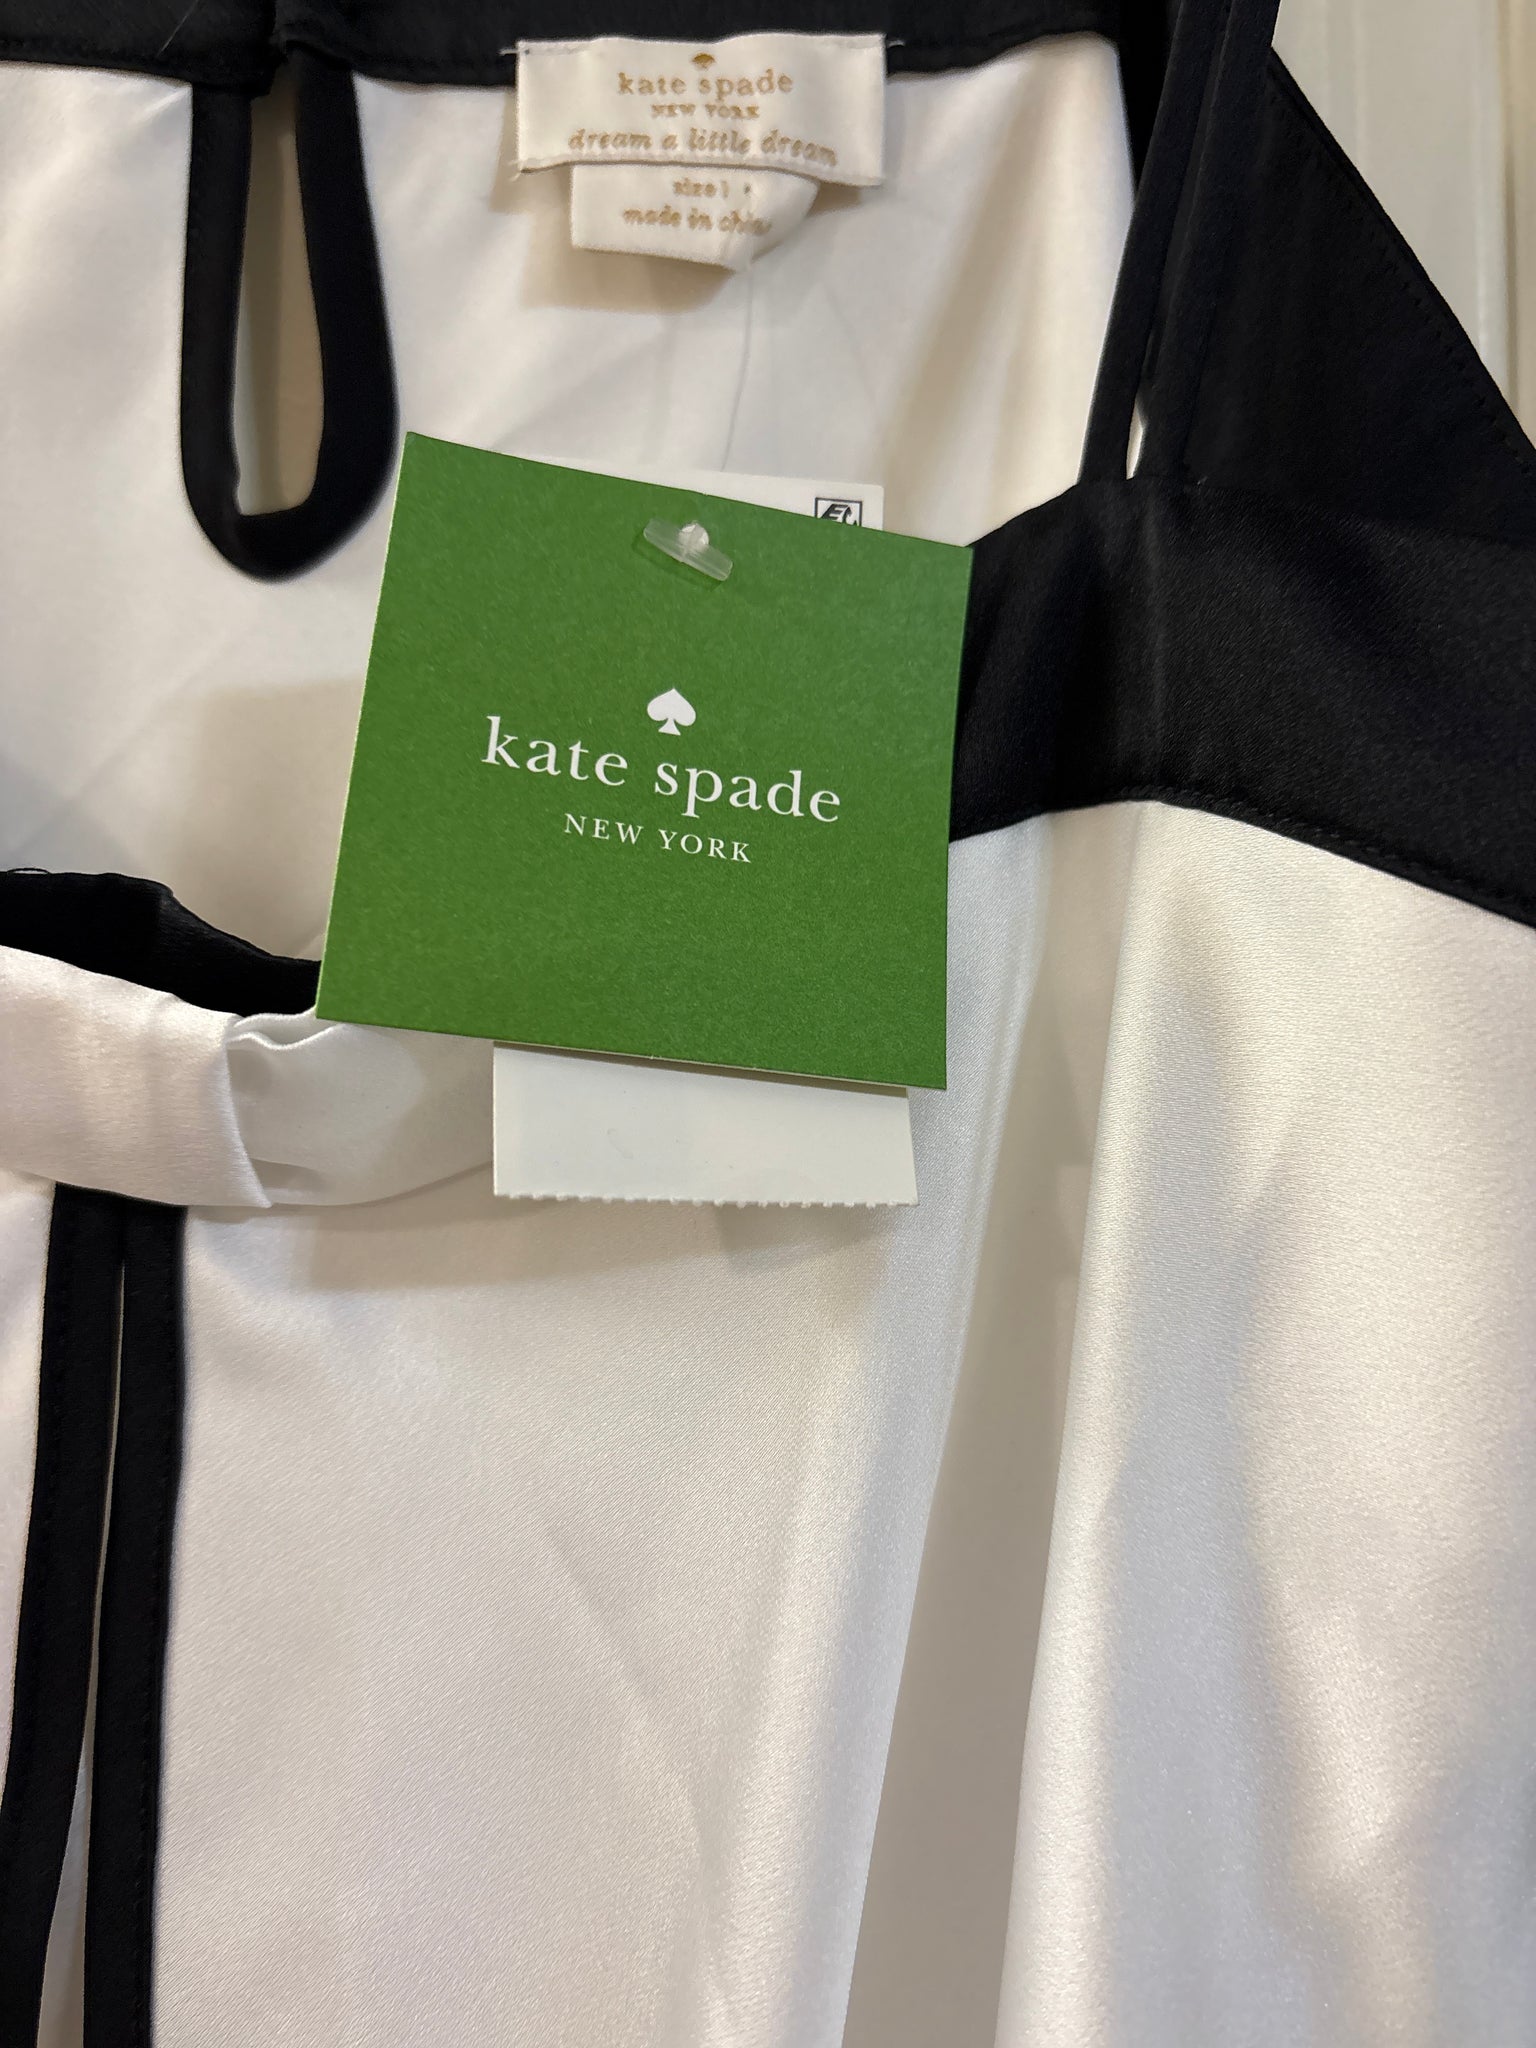 kate spade
NEW YORK
dream a little dream
size
made in china
kate spade
NEW YORK